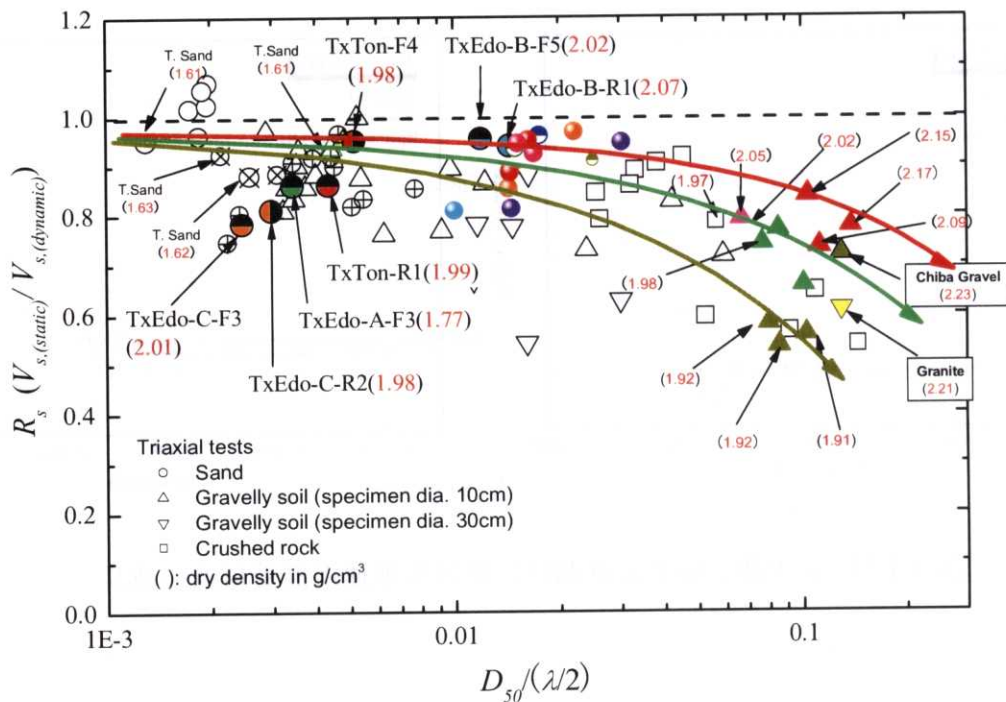 1.2
1.0
0.8
0.6
0.4
0.2
0.0
R_s (V_{s,(static)}/ V_{s,(dynamic)})
T. Sand
(1.61)
T.Sand
(1.61)
TxTon-F4
(1.98)
TxEdo-B-F5(2.02)
TxEdo-B-R1(2.07)
T.Sand
(1.63)
T. Sand
(1.62)
TxEdo-C-F3
(2.01)
TxTon-R1(1.99)
TxEdo-A-F3(1.77)
TxEdo-C-R2(1.98)
(1.97)
(2.05)
(2.02)
(2.15)
(2.17)
(2.09)
(1.98)
Chiba Gravel
(2.23)
Granite
(2.21)
(1.92)
(1.92)
(1.91)
Triaxial tests
Sand
Gravelly soil (specimen dia. 10cm)
Gravelly soil (specimen dia. 30cm)
Crushed rock
( ): dry density in g/cm³
1E-3
0.01
0.1
D_{50}/(λ/2)